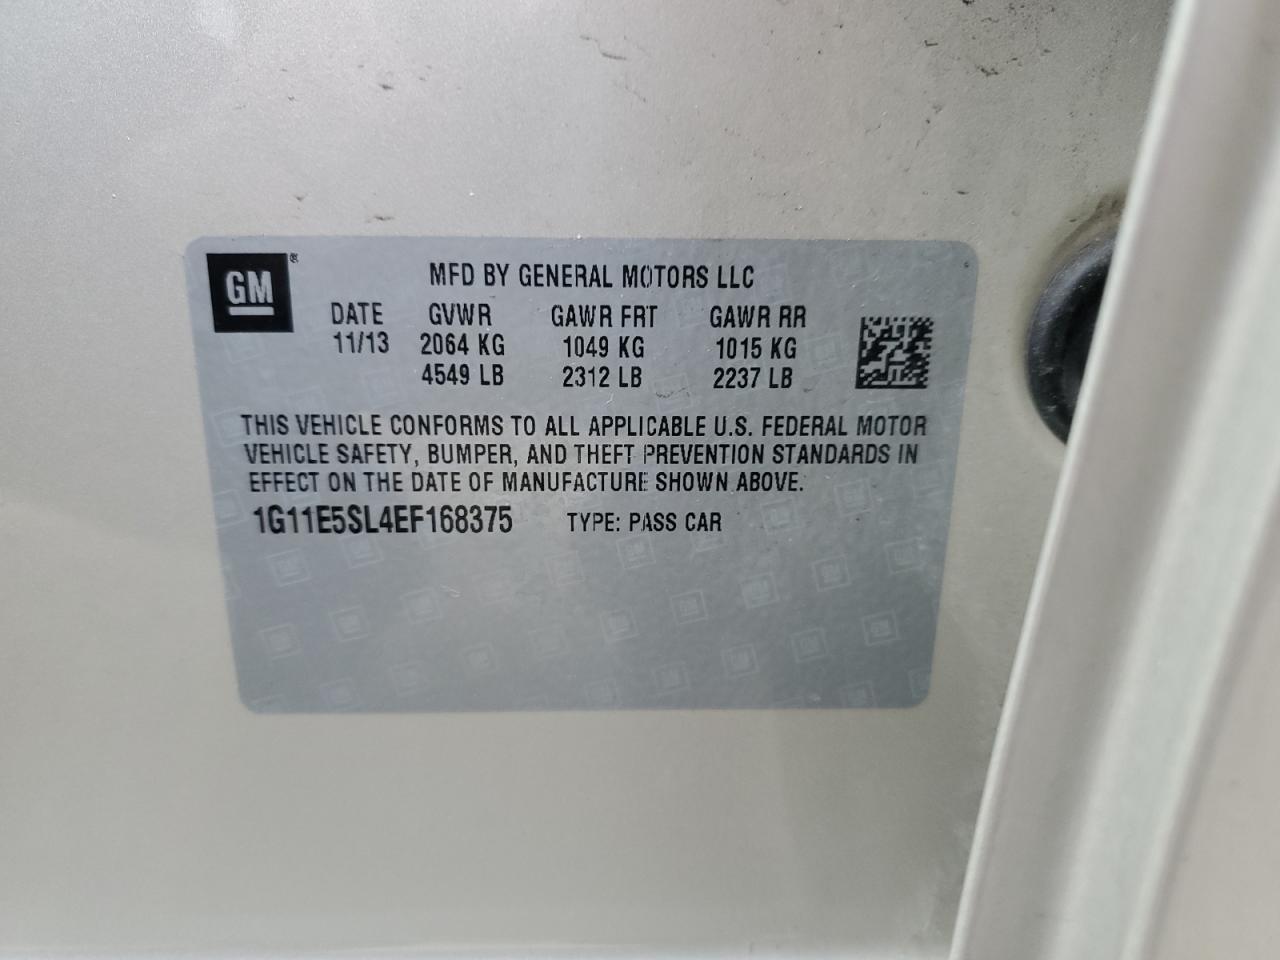 GM®
MFD BY GENERAL MOTORS LLC
DATE GVWR GAWR FRT GAWR RR
11/13 2064 KG 1049 KG 1015 KG
4549 LB 2312 LB 2237 LB
THIS VEHICLE CONFORMS TO ALL APPLICABLE U.S. FEDERAL MOTOR
VEHICLE SAFETY, BUMPER, AND THEFT PREVENTION STANDARDS IN
EFFECT ON THE DATE OF MANUFACTURE SHOWN ABOVE.
1G11E5SL4EF168375 TYPE: PASS CAR